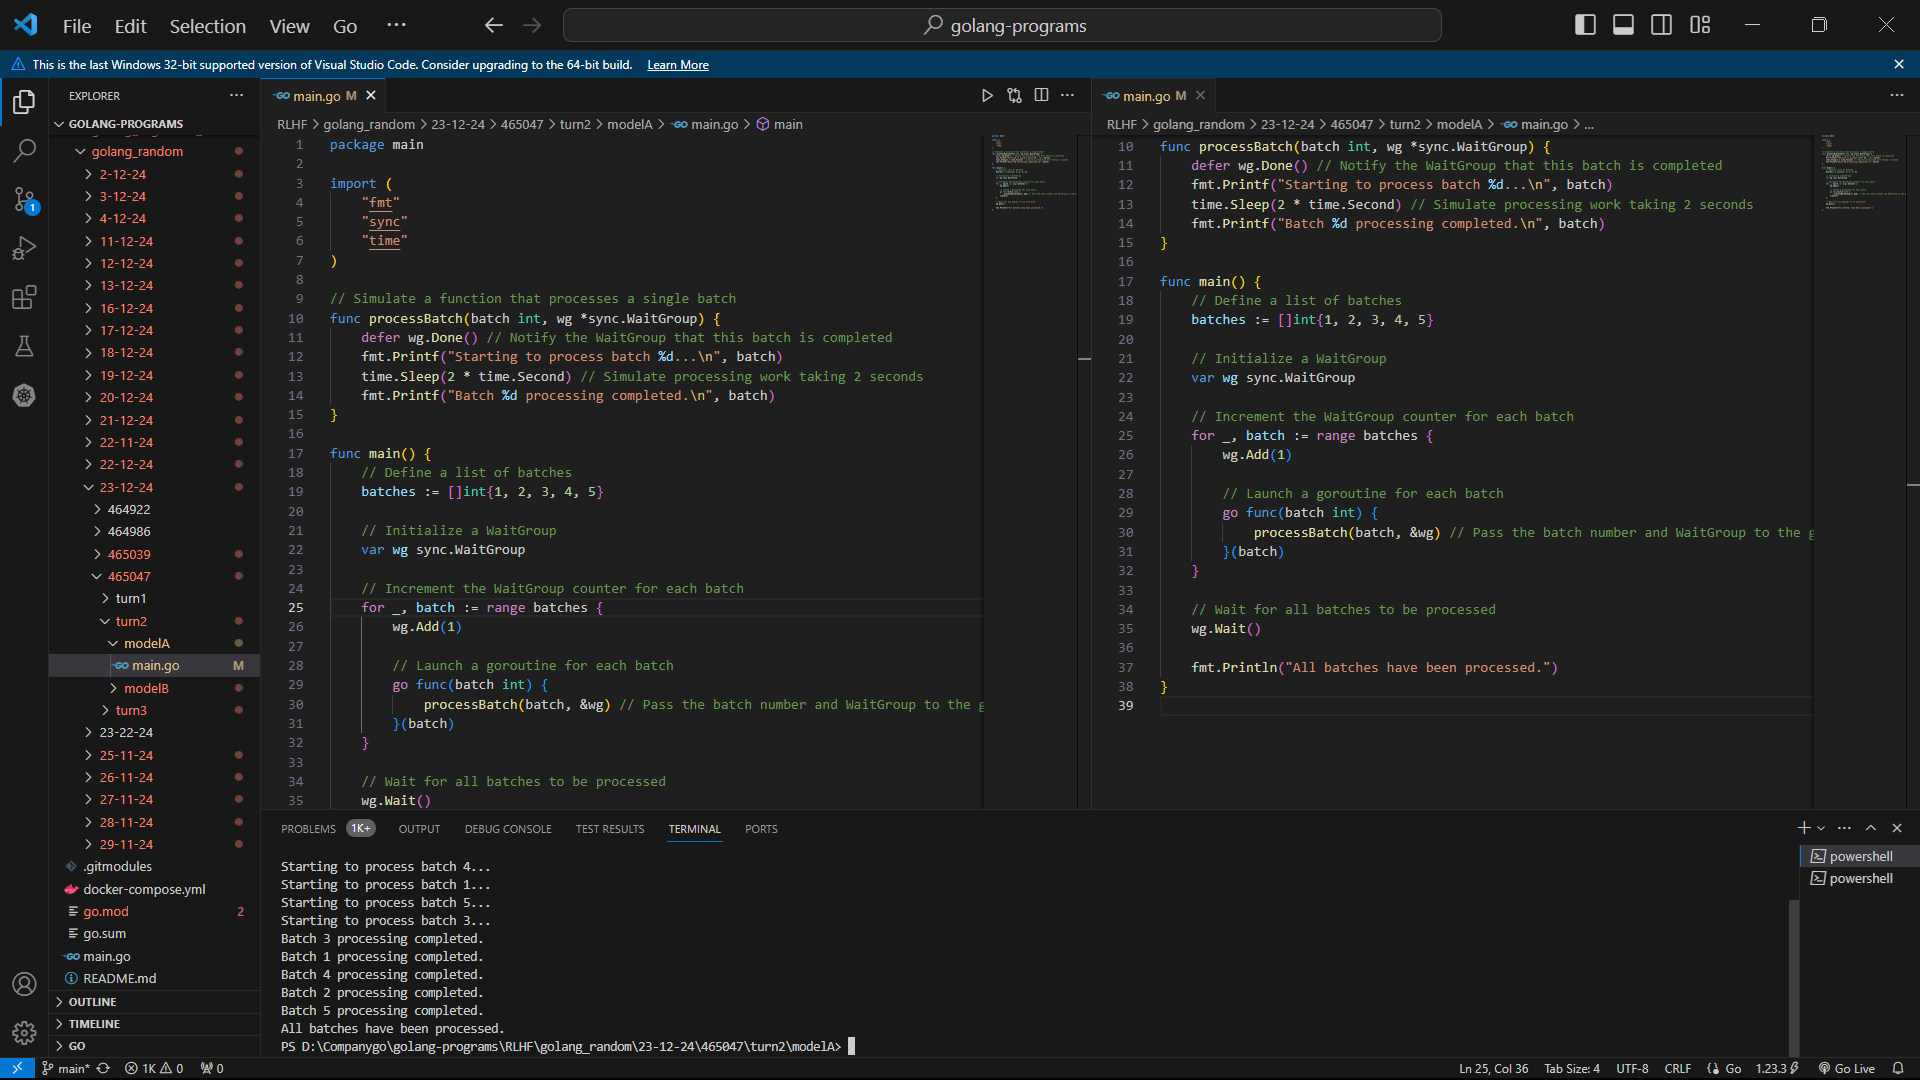 File Edit Selection View Go ···
golang-programs
This is the last Windows 32-bit supported version of Visual Studio Code. Consider upgrading to the 64-bit build. Learn More
EXPLORER
GOLANG-PROGRAMS
golang_random
2-12-24
3-12-24
4-12-24
11-12-24
12-12-24
13-12-24
16-12-24
17-12-24
18-12-24
19-12-24
20-12-24
21-12-24
22-11-24
22-12-24
23-12-24
464922
464986
465039
465047
turn1
turn2
modelA
main.go M
modelB
turn3
23-22-24
25-11-24
26-11-24
27-11-24
28-11-24
29-11-24
.gitmodules
docker-compose.yml
go.mod 2
go.sum
main.go
README.md
OUTLINE
TIMELINE
GO
main.go M
RLHF > golang_random > 23-12-24 > 465047 > turn2 > modelA > main.go > main
1 package main
2
3 import (
4 "fmt"
5 "sync"
6 "time"
7 )
8
9 // Simulate a function that processes a single batch
10 func processBatch(batch int, wg *sync.WaitGroup) {
11 defer wg.Done() // Notify the WaitGroup that this batch is completed
12 fmt.Printf("Starting to process batch %d...\n", batch)
13 time.Sleep(2 * time.Second) // Simulate processing work taking 2 seconds
14 fmt.Printf("Batch %d processing completed.\n", batch)
15 }
16
17 func main() {
18 // Define a list of batches
19 batches := []int{1, 2, 3, 4, 5}
20
21 // Initialize a WaitGroup
22 var wg sync.WaitGroup
23
24 // Increment the WaitGroup counter for each batch
25 for _, batch := range batches {
26 wg.Add(1)
27
28 // Launch a goroutine for each batch
29 go func(batch int) {
30 processBatch(batch, &wg) // Pass the batch number and WaitGroup to the g
31 }(batch)
32 }
33
34 // Wait for all batches to be processed
35 wg.Wait()
main.go M
RLHF > golang_random > 23-12-24 > 465047 > turn2 > modelA > main.go > ...
10 func processBatch(batch int, wg *sync.WaitGroup) {
11 defer wg.Done() // Notify the WaitGroup that this batch is completed
12 fmt.Printf("Starting to process batch %d...\n", batch)
13 time.Sleep(2 * time.Second) // Simulate processing work taking 2 seconds
14 fmt.Printf("Batch %d processing completed.\n", batch)
15 }
16
17 func main() {
18 // Define a list of batches
19 batches := []int{1, 2, 3, 4, 5}
20
21 // Initialize a WaitGroup
22 var wg sync.WaitGroup
23
24 // Increment the WaitGroup counter for each batch
25 for _, batch := range batches {
26 wg.Add(1)
27
28 // Launch a goroutine for each batch
29 go func(batch int) {
30 processBatch(batch, &wg) // Pass the batch number and WaitGroup to the g
31 }(batch)
32 }
33
34 // Wait for all batches to be processed
35 wg.Wait()
36
37 fmt.Println("All batches have been processed.")
38 }
39
PROBLEMS 1K+ OUTPUT DEBUG CONSOLE TEST RESULTS TERMINAL PORTS
Starting to process batch 4...
Starting to process batch 1...
Starting to process batch 5...
Starting to process batch 3...
Batch 3 processing completed.
Batch 1 processing completed.
Batch 4 processing completed.
Batch 2 processing completed.
Batch 5 processing completed.
All batches have been processed.
PS D:\Companygo\golang-programs\RLHF\golang_random\23-12-24\465047\turn2\modelA>
powershell
powershell
1
main* 1K 0 0 Ln 25, Col 36 Tab Size: 4 UTF-8 CRLF Go 1.23.3 Go Live